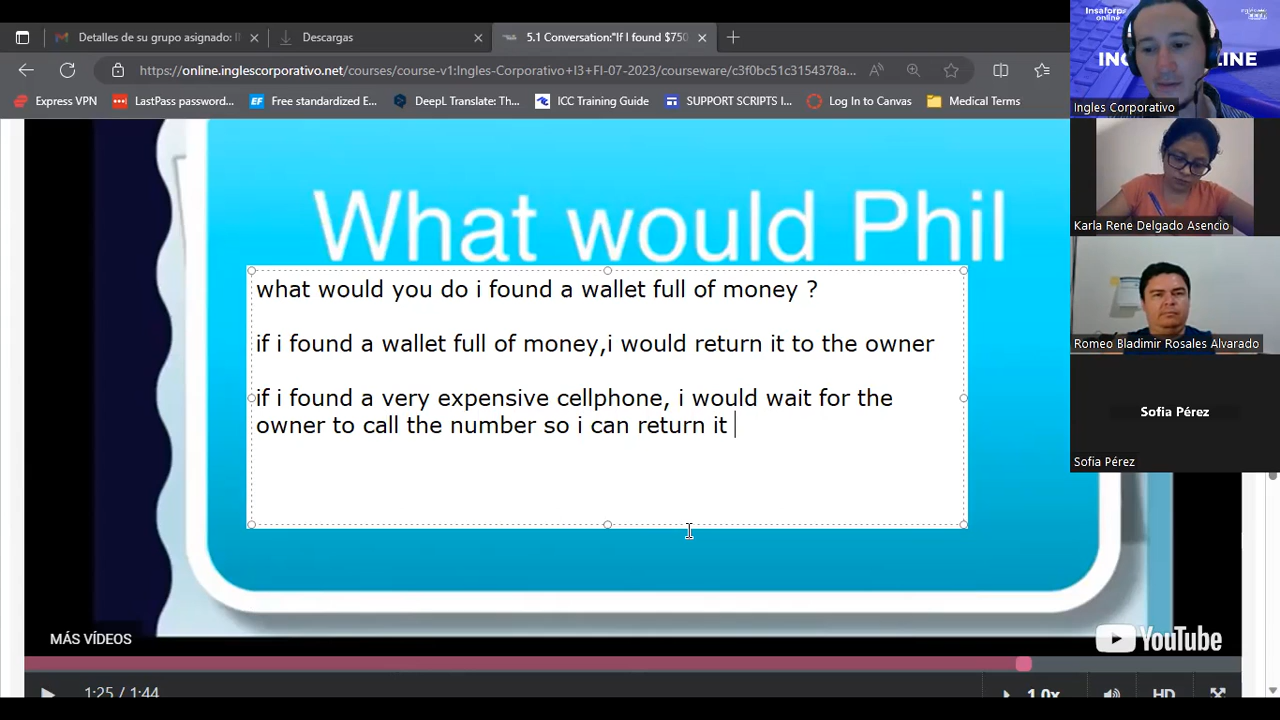 Detalles de su grupo asignado: II
Descargas
5.1 Conversation:"If I found $750
https://online.inglescorporativo.net/courses/course-v1:Ingles-Corporativo+I3+FI-07-2023/courseware/c3f0bc51c3154378a...
Express VPN
LastPass password...
EF Free standardized E...
DeepL Translate: Th...
ICC Training Guide
SUPPORT SCRIPTS I...
Log In to Canvas
Medical Terms
What would Phil
what would you do i found a wallet full of money ?
if i found a wallet full of money,i would return it to the owner
if i found a very expensive cellphone, i would wait for the
owner to call the number so i can return it
MÁS VÍDEOS
YouTube
1:25 / 1:44
1.0x
HD
Insaforp
online
Ingles Corporativo
Karla Rene Delgado Asencio
Romeo Bladimir Rosales Alvarado
Sofia Pérez
Sofia Pérez